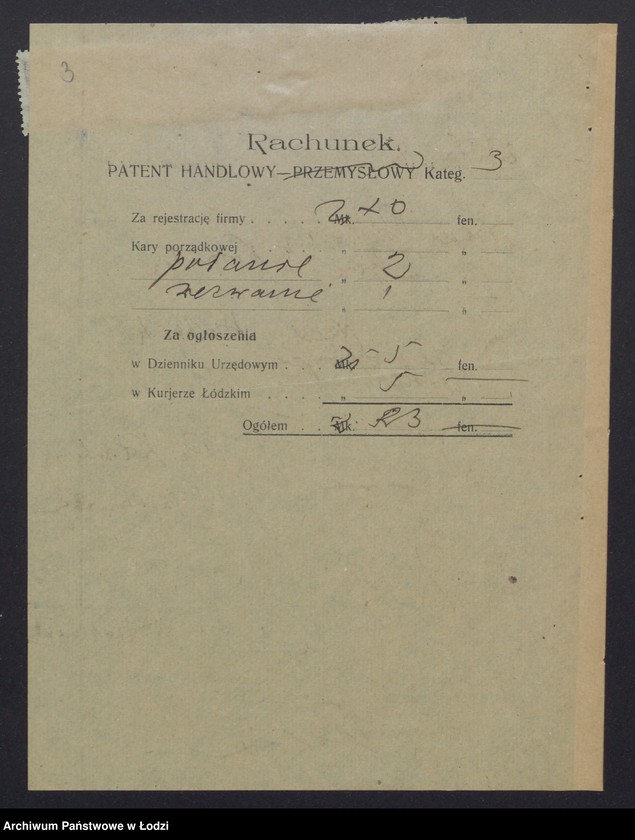 3
Rachunek.
PATENT HANDLOWY—PRZEMYSŁOWY Kateg. 3
Za rejestrację firmy . . . . . Mk. 10 fen.
Kary porządkowej . . . . . „ „
podanie „ 2 „
wezwanie „ 1 „
„ „
Za ogłoszenia
w Dzienniku Urzędowym . . . Mk. 5 fen.
w Kurjerze Łódzkim . . . . „ 5 „
Ogółem . . Mk. 23 fen.
Archiwum Państwowe w Łodzi